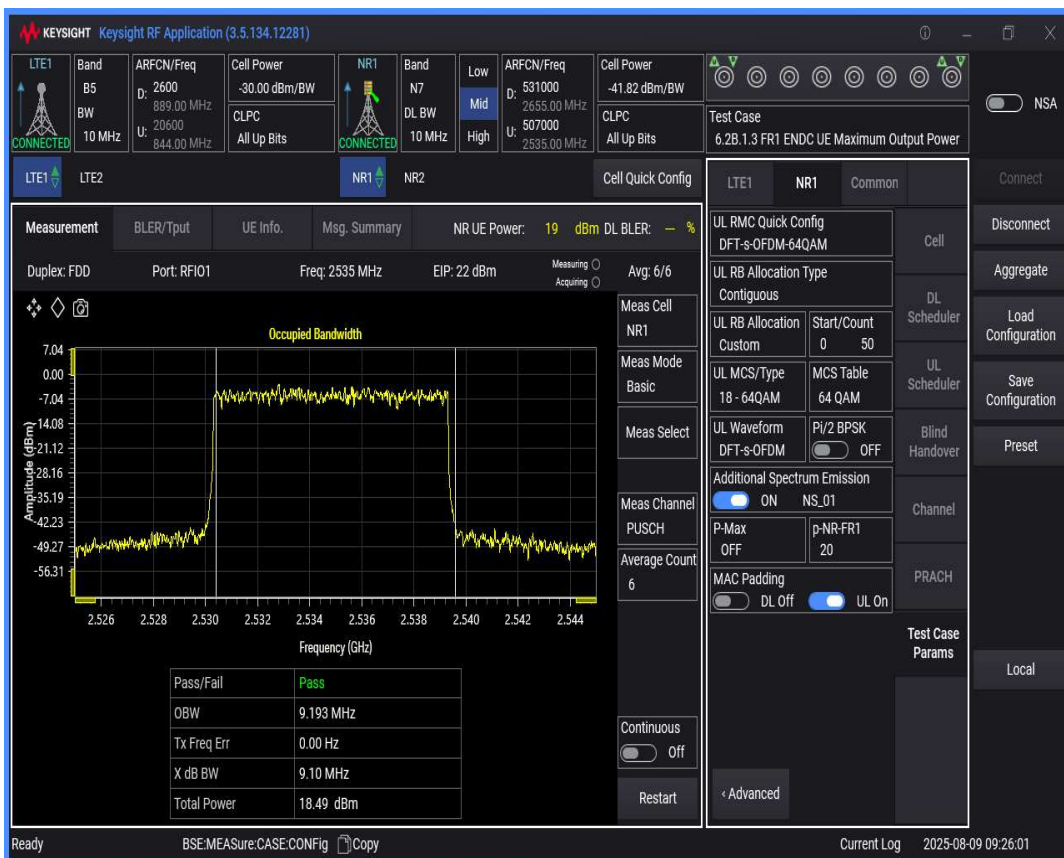 KEYSIGHT Keysight RF Application (3.5.134.12281)
LTE1
CONNECTED
Band
B5
BW
10 MHz
ARFCN/Freq
D: 2600
889.00 MHz
U: 20600
844.00 MHz
Cell Power
-30.00 dBm/BW
CLPC
All Up Bits
NR1
CONNECTED
Band
N7
DL BW
10 MHz
Low
Mid
High
ARFCN/Freq
D: 531000
2655.00 MHz
U: 507000
2535.00 MHz
Cell Power
-41.82 dBm/BW
CLPC
All Up Bits
Test Case
6.2B.1.3 FR1 ENDC UE Maximum Output Power
NSA
LTE1 LTE2
NR1 NR2
Cell Quick Config
Measurement BLER/Tput UE Info. Msg. Summary NR UE Power: 19 dBm DL BLER: — %
Duplex: FDD Port: RFIO1 Freq: 2535 MHz EIP: 22 dBm Measuring Avg: 6/6
Acquiring
Occupied Bandwidth
Amplitude (dBm)
7.04
0.00
-7.04
-14.08
-21.12
-28.16
-35.19
-42.23
-49.27
-56.31
2.526 2.528 2.530 2.532 2.534 2.536 2.538 2.540 2.542 2.544
Frequency (GHz)
Pass/Fail Pass
OBW 9.193 MHz
Tx Freq Err 0.00 Hz
X dB BW 9.10 MHz
Total Power 18.49 dBm
Meas Cell
NR1
Meas Mode
Basic
Meas Select
Meas Channel
PUSCH
Average Count
6
Continuous
Off
Restart
LTE1 NR1 Common
UL RMC Quick Config
DFT-s-OFDM-64QAM
UL RB Allocation Type
Contiguous
UL RB Allocation
Custom
Start/Count
0 50
UL MCS/Type
18 - 64QAM
MCS Table
64 QAM
UL Waveform
DFT-s-OFDM
Pi/2 BPSK
OFF
Additional Spectrum Emission
ON NS_01
P-Max
OFF
p-NR-FR1
20
MAC Padding
DL Off UL On
‹ Advanced
Cell
DL
Scheduler
UL
Scheduler
Blind
Handover
Channel
PRACH
Test Case
Params
Connect
Disconnect
Aggregate
Load
Configuration
Save
Configuration
Preset
Local
Ready BSE:MEASure:CASE:CONFig Copy Current Log 2025-08-09 09:26:01